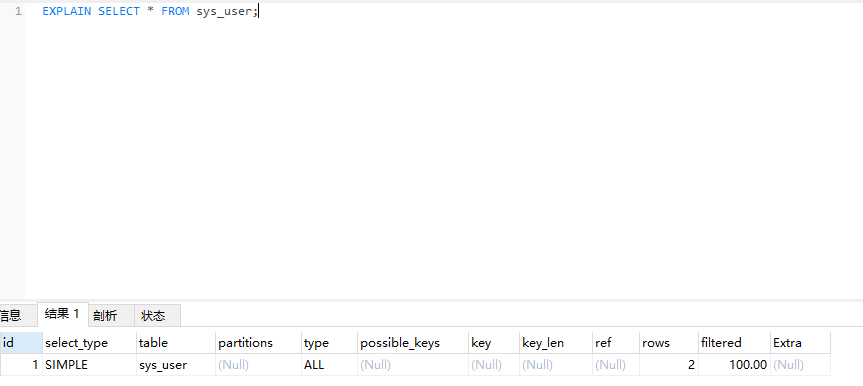 1 EXPLAIN SELECT * FROM sys_user;
信息 结果 1 剖析 状态
id select_type table partitions type possible_keys key key_len ref rows filtered Extra
1 SIMPLE sys_user (Null) ALL (Null) (Null) (Null) (Null) 2 100.00 (Null)